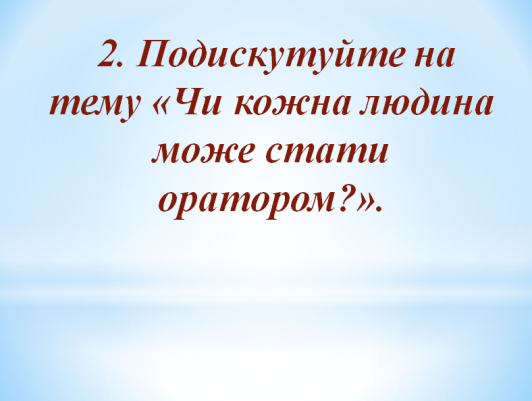 2. Подискутуйте на
тему «Чи кожна людина
може стати
оратором?».